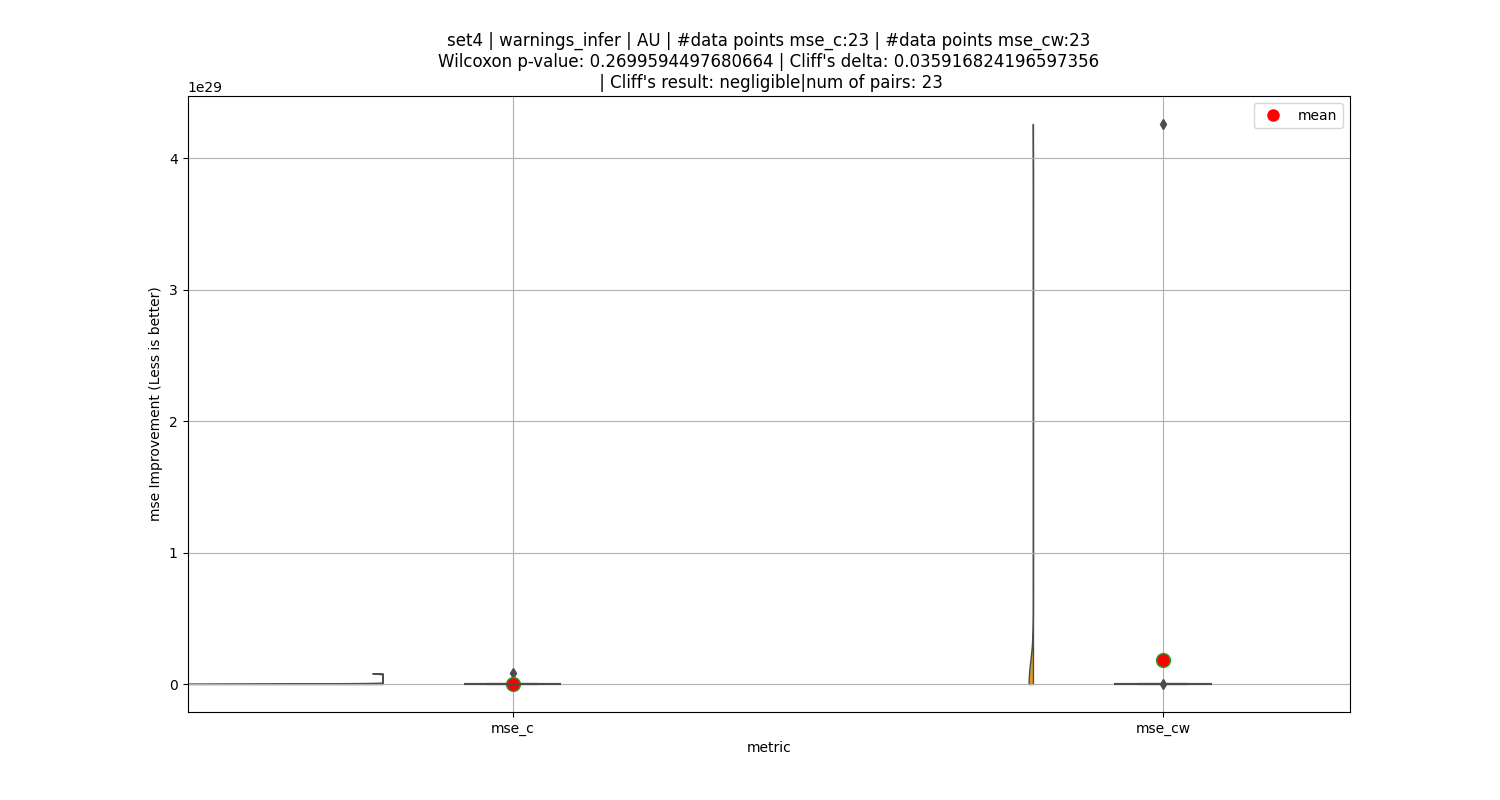 set4 | warnings_infer | AU | #data points mse_c:23 | #data points mse_cw:23
Wilcoxon p-value: 0.2699594497680664 | Cliff's delta: 0.035916824196597356
| Cliff's result: negligible|num of pairs: 23
1e29
mean
4
3
2
1
0
mse Improvement (Less is better)
mse_c
mse_cw
metric